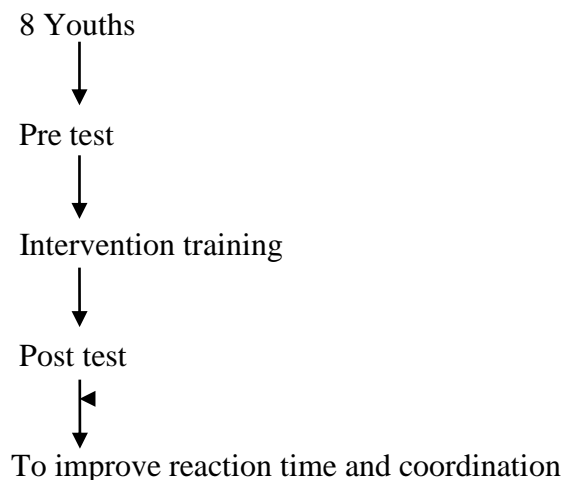 8 Youths
Pre test
Intervention training
Post test
To improve reaction time and coordination